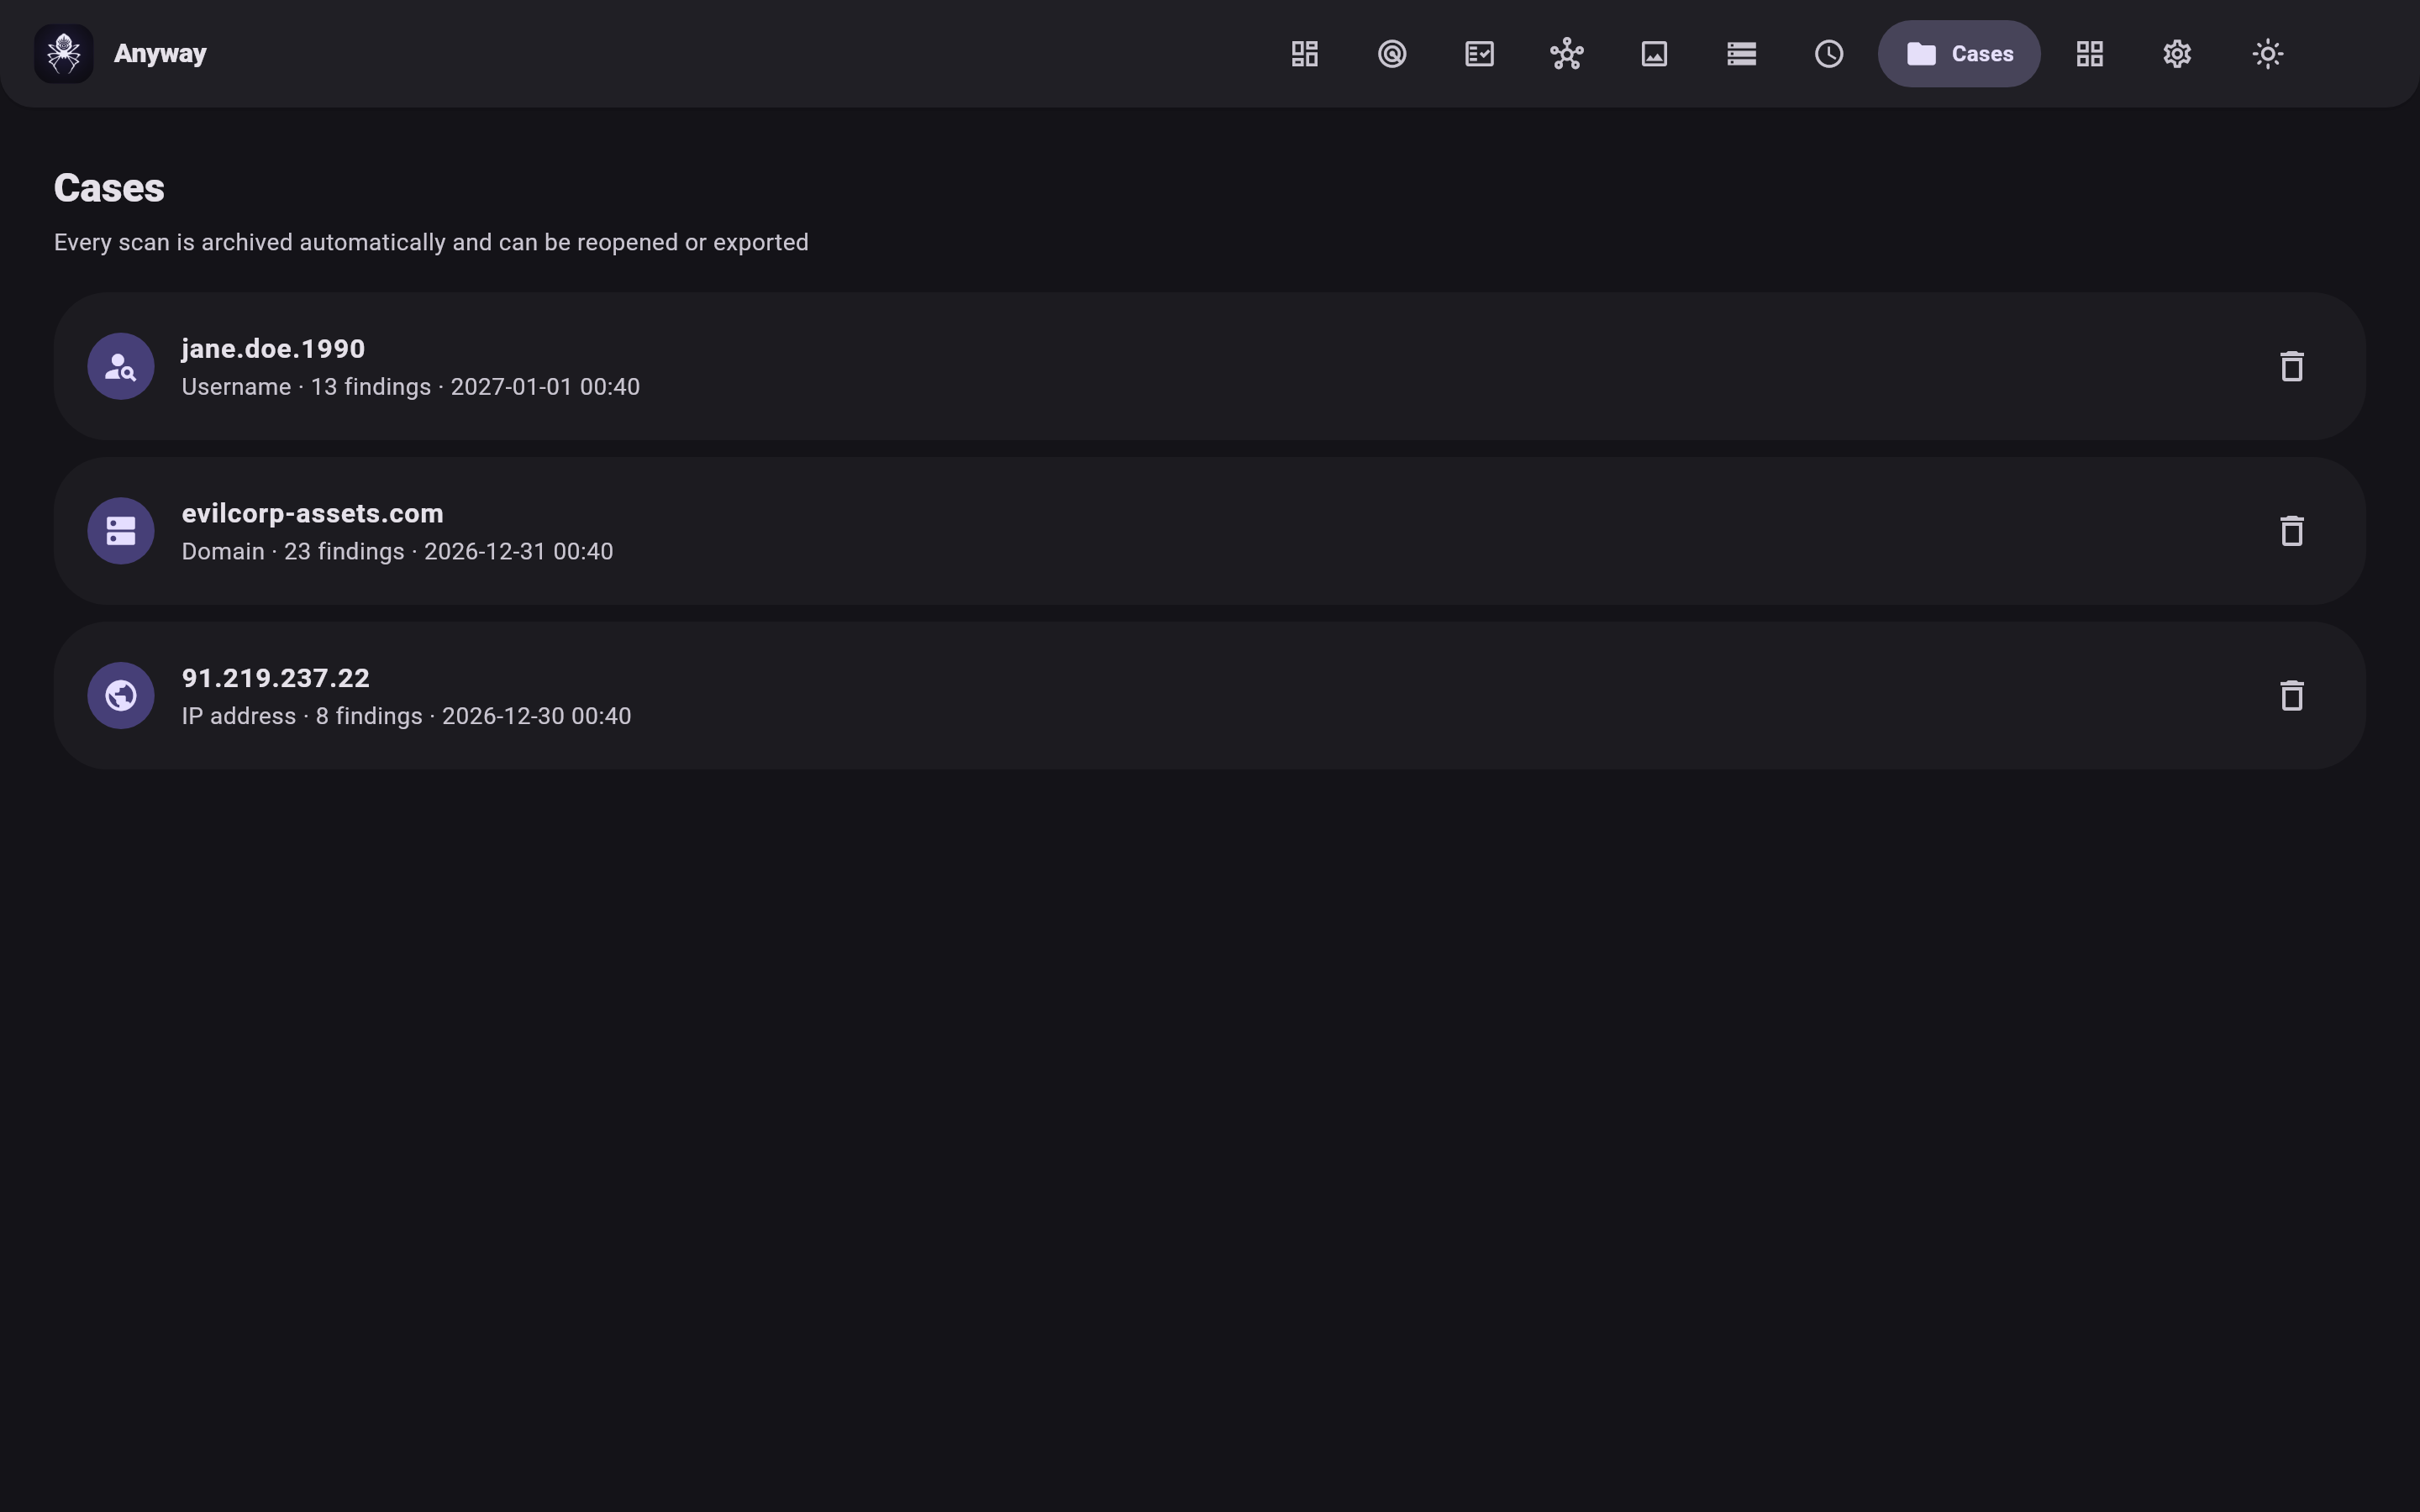 Anyway
Cases
Cases
Every scan is archived automatically and can be reopened or exported
jane.doe.1990
Username · 13 findings · 2027-01-01 00:40
evilcorp-assets.com
Domain · 23 findings · 2026-12-31 00:40
91.219.237.22
IP address · 8 findings · 2026-12-30 00:40